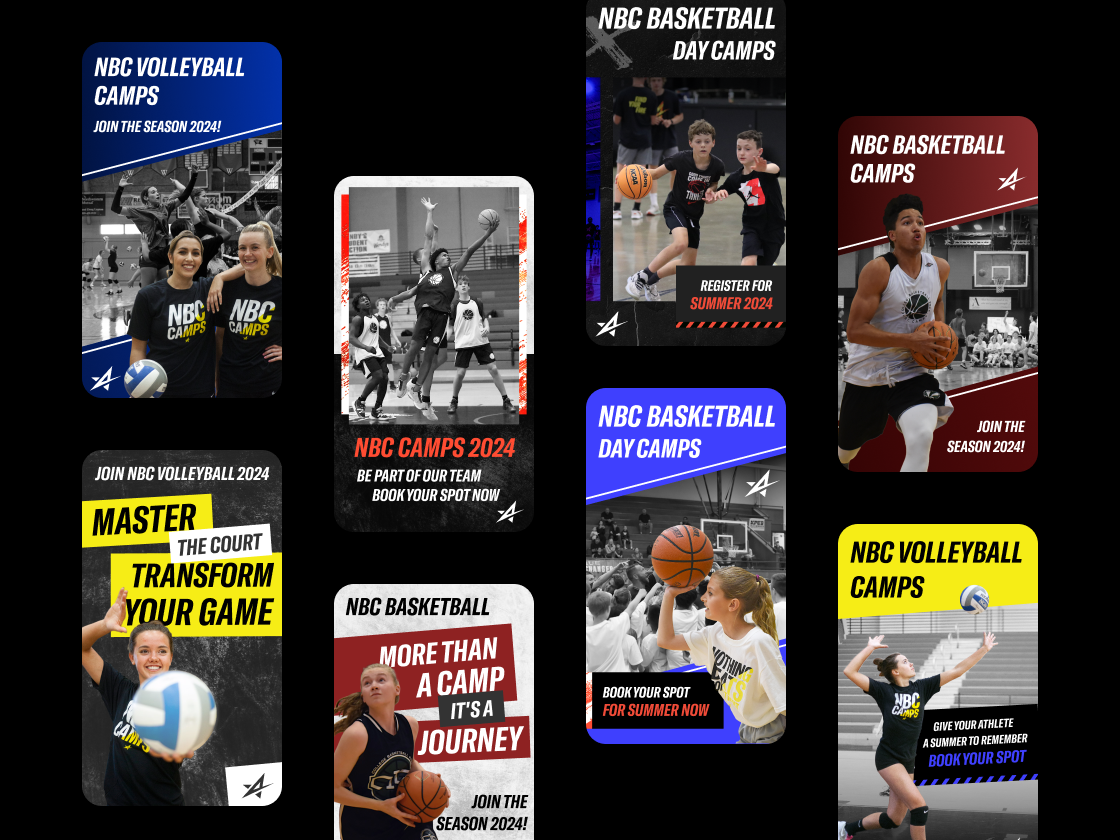 NBC VOLLEYBALL
CAMPS
JOIN THE SEASON 2024!
NBC
CAMPS
NBC
CAMPS
JOIN NBC VOLLEYBALL 2024
MASTER
THE COURT
TRANSFORM
YOUR GAME
NBC CAMPS 2024
BE PART OF OUR TEAM
BOOK YOUR SPOT NOW
NBC BASKETBALL
MORE THAN
A CAMP
IT'S A
JOURNEY
JOIN THE
SEASON 2024!
NBC BASKETBALL
DAY CAMPS
REGISTER FOR
SUMMER 2024
NBC BASKETBALL
DAY CAMPS
BOOK YOUR SPOT
FOR SUMMER NOW
NBC BASKETBALL
CAMPS
JOIN THE
SEASON 2024!
NBC VOLLEYBALL
CAMPS
NBC
CAMPS
GIVE YOUR ATHLETE
A SUMMER TO REMEMBER
BOOK YOUR SPOT